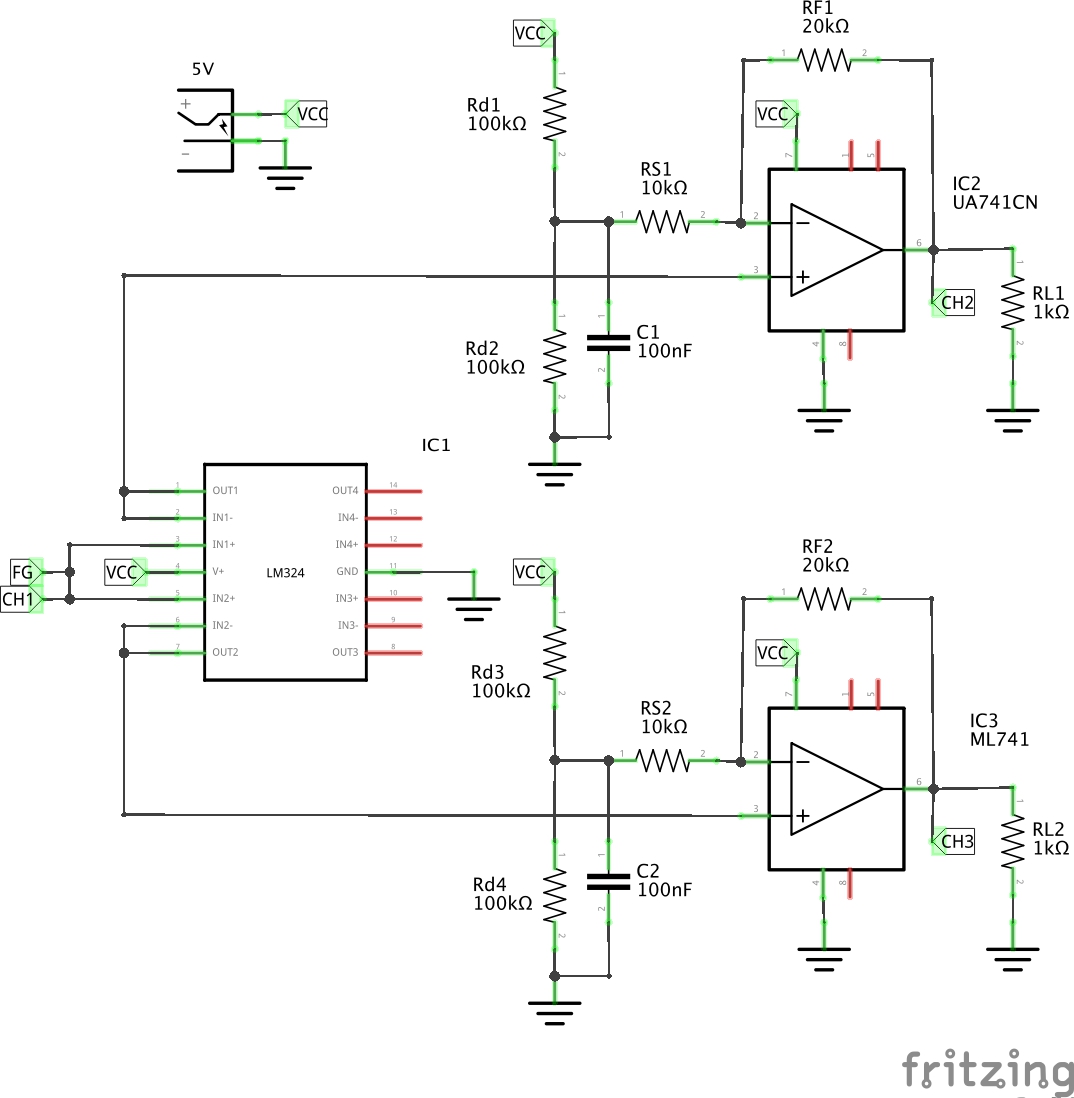 5V
+
VCC
−
VCC
1
Rd1
100kΩ
2
RF1
20kΩ
1
2
VCC
7
1
5
RS1
10kΩ
1
2
2
−
3
+
6
4
8
IC2
UA741CN
CH2
1
RL1
1kΩ
2
1
Rd2
100kΩ
2
1
C1
100nF
2
IC1
1
OUT1
2
IN1-
3
IN1+
4
V+
5
IN2+
6
IN2-
7
OUT2
LM324
OUT4
14
IN4-
13
IN4+
12
GND
11
IN3+
10
IN3-
9
OUT3
8
FG
CH1
VCC
VCC
1
Rd3
100kΩ
2
RF2
20kΩ
1
2
VCC
7
1
5
RS2
10kΩ
1
2
2
−
3
+
6
4
8
IC3
ML741
CH3
1
RL2
1kΩ
2
1
Rd4
100kΩ
2
1
C2
100nF
2
fritzing